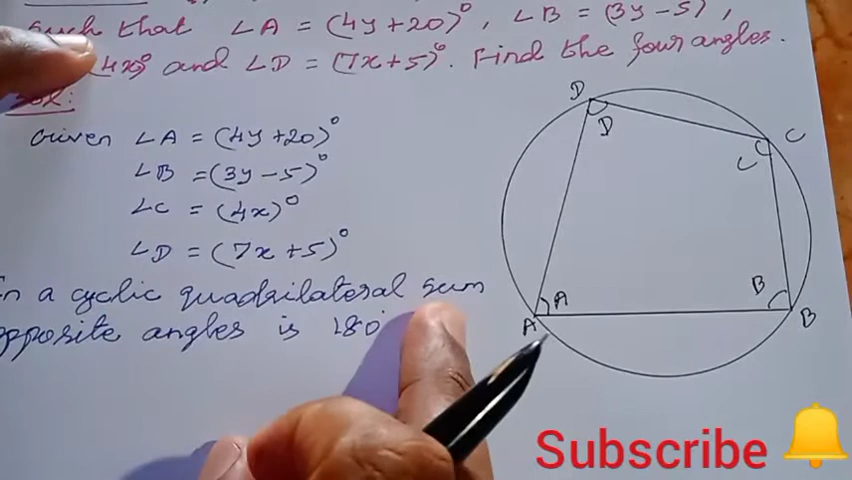 such that ∠A = (4y+20)°, ∠B = (3y-5)°,
(4x)° and ∠D = (7x+5)°. Find the four angles.
Sol:
Given ∠A = (4y+20)°
∠B = (3y-5)°
∠C = (4x)°
∠D = (7x+5)°
In a cyclic quadrilateral sum
opposite angles is 180°
D
D
C
C
A
B
A
B
Subscribe